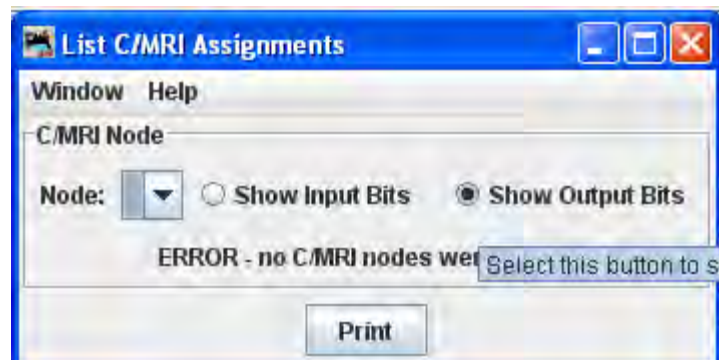 List C/MRI Assignments
Window Help
C/MRI Node
Node: Show Input Bits Show Output Bits
ERROR - no C/MRI nodes
Select this button to
Print